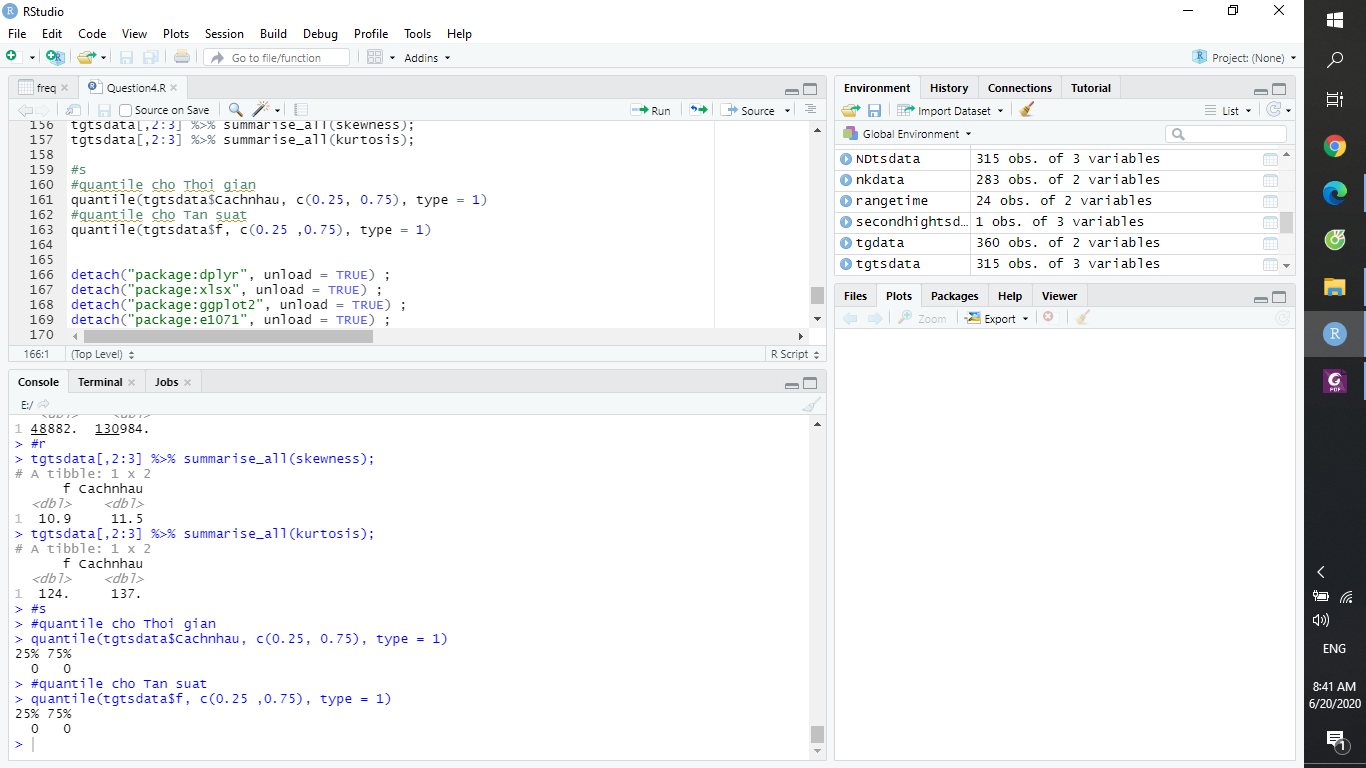 RStudio
File Edit Code View Plots Session Build Debug Profile Tools Help
Go to file/function Addins Project: (None)
freq Question4.R
Source on Save Run Source
156 tgtsdata[,2:3] %>% summarise_all(skewness);
157 tgtsdata[,2:3] %>% summarise_all(kurtosis);
158
159 #s
160 #quantile cho Thoi gian
161 quantile(tgtsdata$Cachnhau, c(0.25, 0.75), type = 1)
162 #quantile cho Tan suat
163 quantile(tgtsdata$f, c(0.25 ,0.75), type = 1)
164
165
166 detach("package:dplyr", unload = TRUE) ;
167 detach("package:xlsx", unload = TRUE) ;
168 detach("package:ggplot2", unload = TRUE) ;
169 detach("package:e1071", unload = TRUE) ;
170
166:1 (Top Level) R Script
Console Terminal Jobs
E:/
<dbl> <dbl>
1 48882. 130984.
> #r
> tgtsdata[,2:3] %>% summarise_all(skewness);
# A tibble: 1 x 2
f Cachnhau
<dbl> <dbl>
1 10.9 11.5
> tgtsdata[,2:3] %>% summarise_all(kurtosis);
# A tibble: 1 x 2
f Cachnhau
<dbl> <dbl>
1 124. 137.
> #s
> #quantile cho Thoi gian
> quantile(tgtsdata$Cachnhau, c(0.25, 0.75), type = 1)
25% 75%
0 0
> #quantile cho Tan suat
> quantile(tgtsdata$f, c(0.25 ,0.75), type = 1)
25% 75%
0 0
>
Environment History Connections Tutorial
Import Dataset List
Global Environment
NDtsdata 315 obs. of 3 variables
nkdata 283 obs. of 2 variables
rangetime 24 obs. of 2 variables
secondhightsd… 1 obs. of 3 variables
tgdata 360 obs. of 2 variables
tgtsdata 315 obs. of 3 variables
Files Plots Packages Help Viewer
Zoom Export
R
PDF
ENG
8:41 AM
6/20/2020
1